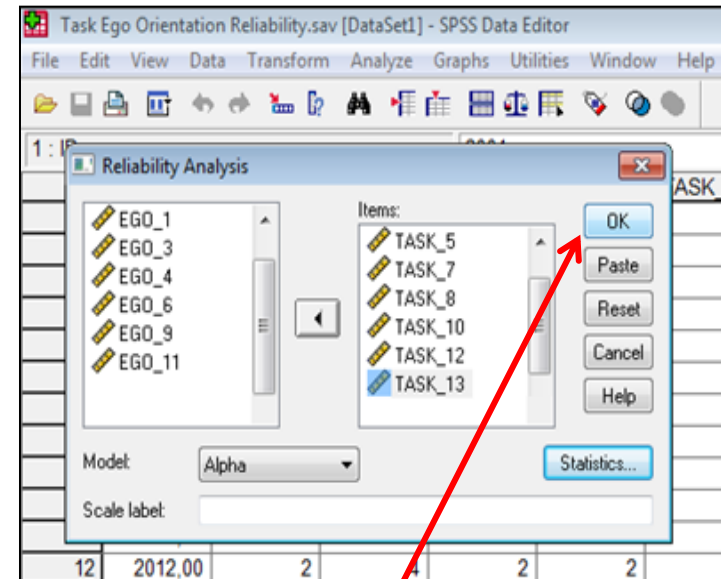 Task Ego Orientation Reliability.sav [DataSet1] - SPSS Data Editor
File Edit View Data Transform Analyze Graphs Utilities Window Help
1 :
Reliability Analysis
TASK_
EGO_1
EGO_3
EGO_4
EGO_6
EGO_9
EGO_11
Items:
TASK_5
TASK_7
TASK_8
TASK_10
TASK_12
TASK_13
OK
Paste
Reset
Cancel
Help
Model: Alpha
Statistics...
Scale label:
12 2012,00 2 4 2 2